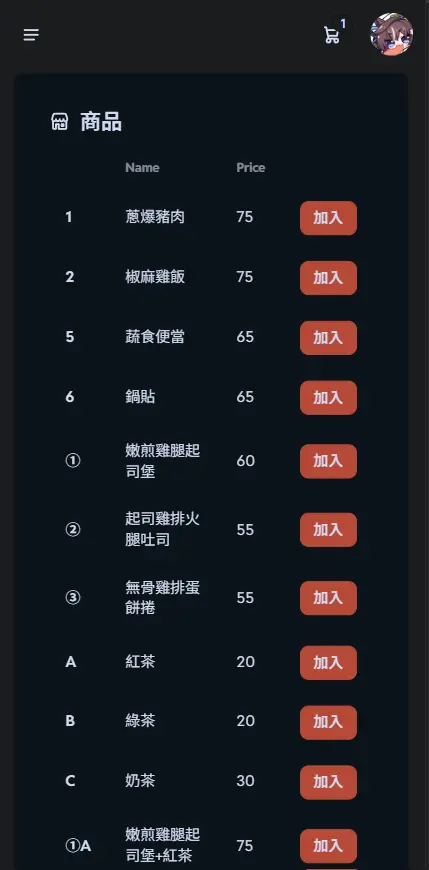 1
商品
Name Price
1 蔥爆豬肉 75 加入
2 椒麻雞飯 75 加入
5 蔬食便當 65 加入
6 鍋貼 65 加入
① 嫩煎雞腿起
司堡 60 加入
② 起司雞排火
腿吐司 55 加入
③ 無骨雞排蛋
餅捲 55 加入
A 紅茶 20 加入
B 綠茶 20 加入
C 奶茶 30 加入
①A 嫩煎雞腿起
司堡+紅茶 75 加入